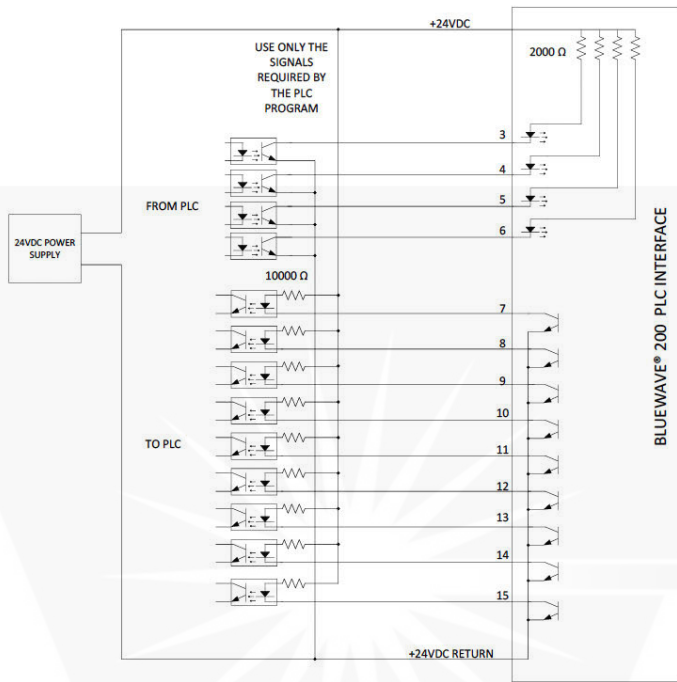 +24VDC
USE ONLY THE
SIGNALS
REQUIRED BY
THE PLC
PROGRAM
2000 Ω
3
4
FROM PLC
5
6
24VDC POWER
SUPPLY
10000 Ω
7
8
9
10
TO PLC
11
12
13
14
15
+24VDC RETURN
BLUEWAVE® 200 PLC INTERFACE